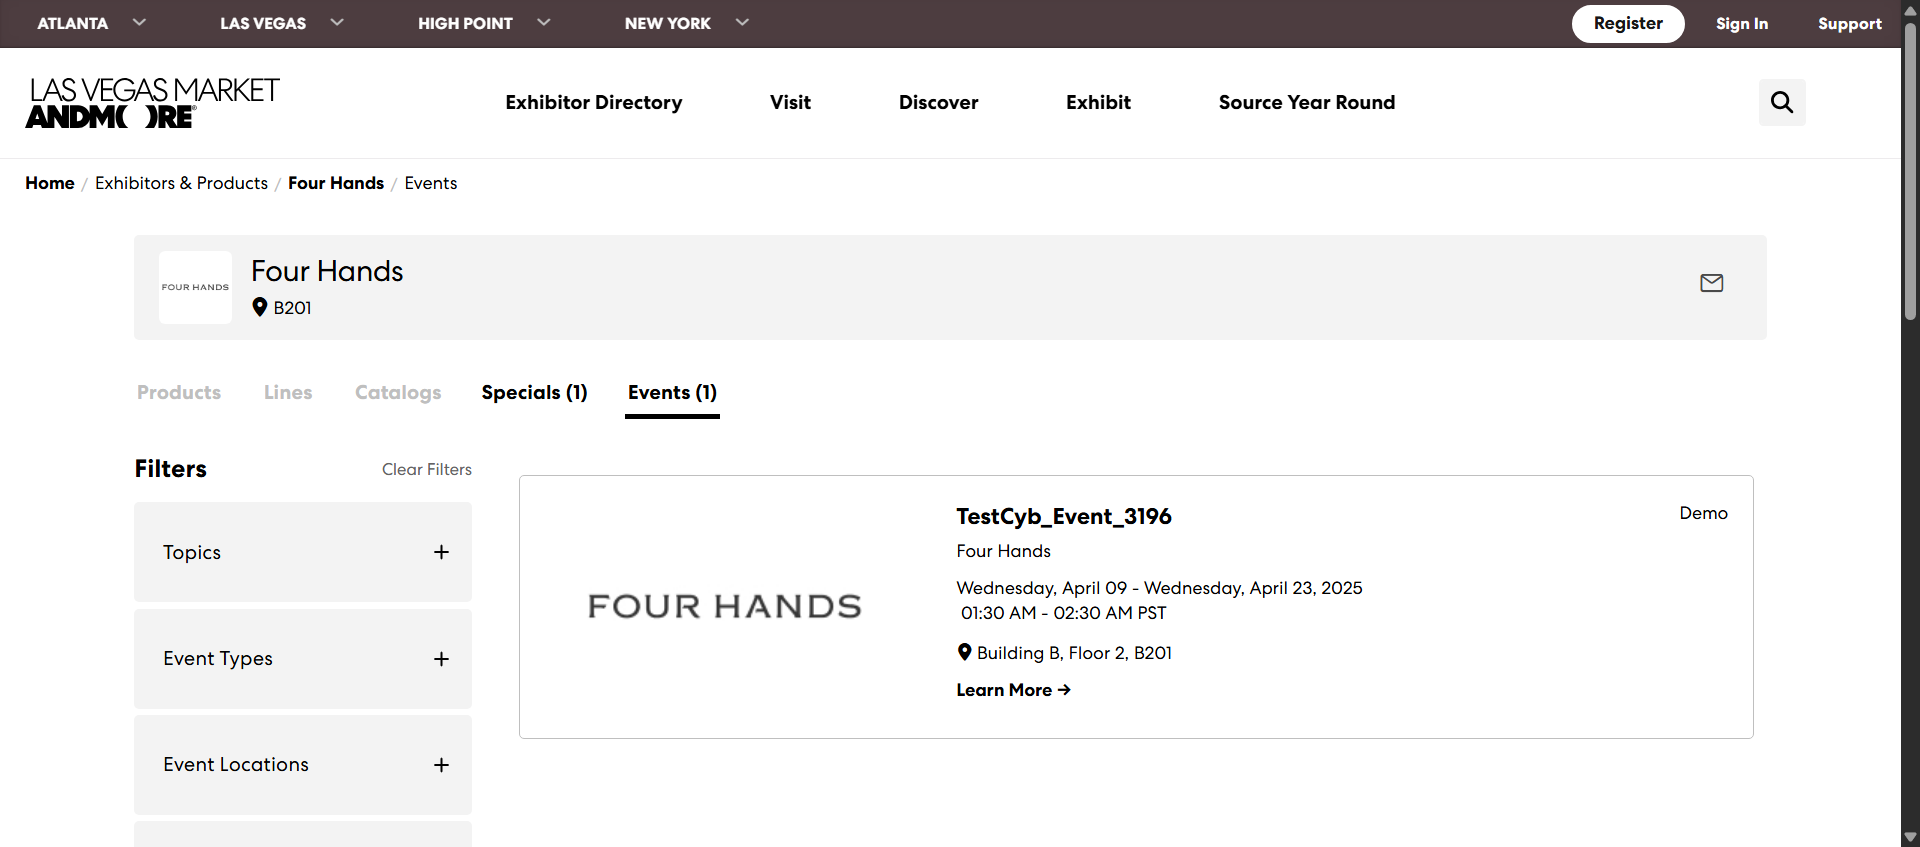 ATLANTA LAS VEGAS HIGH POINT NEW YORK Register Sign In Support
LAS VEGAS MARKET
ANDMORE®
Exhibitor Directory Visit Discover Exhibit Source Year Round
Home / Exhibitors & Products / Four Hands / Events
FOUR HANDS
Four Hands
B201
Products Lines Catalogs Specials (1) Events (1)
Filters Clear Filters
Topics +
Event Types +
Event Locations +
FOUR HANDS
TestCyb_Event_3196
Demo
Four Hands
Wednesday, April 09 - Wednesday, April 23, 2025
01:30 AM - 02:30 AM PST
Building B, Floor 2, B201
Learn More →